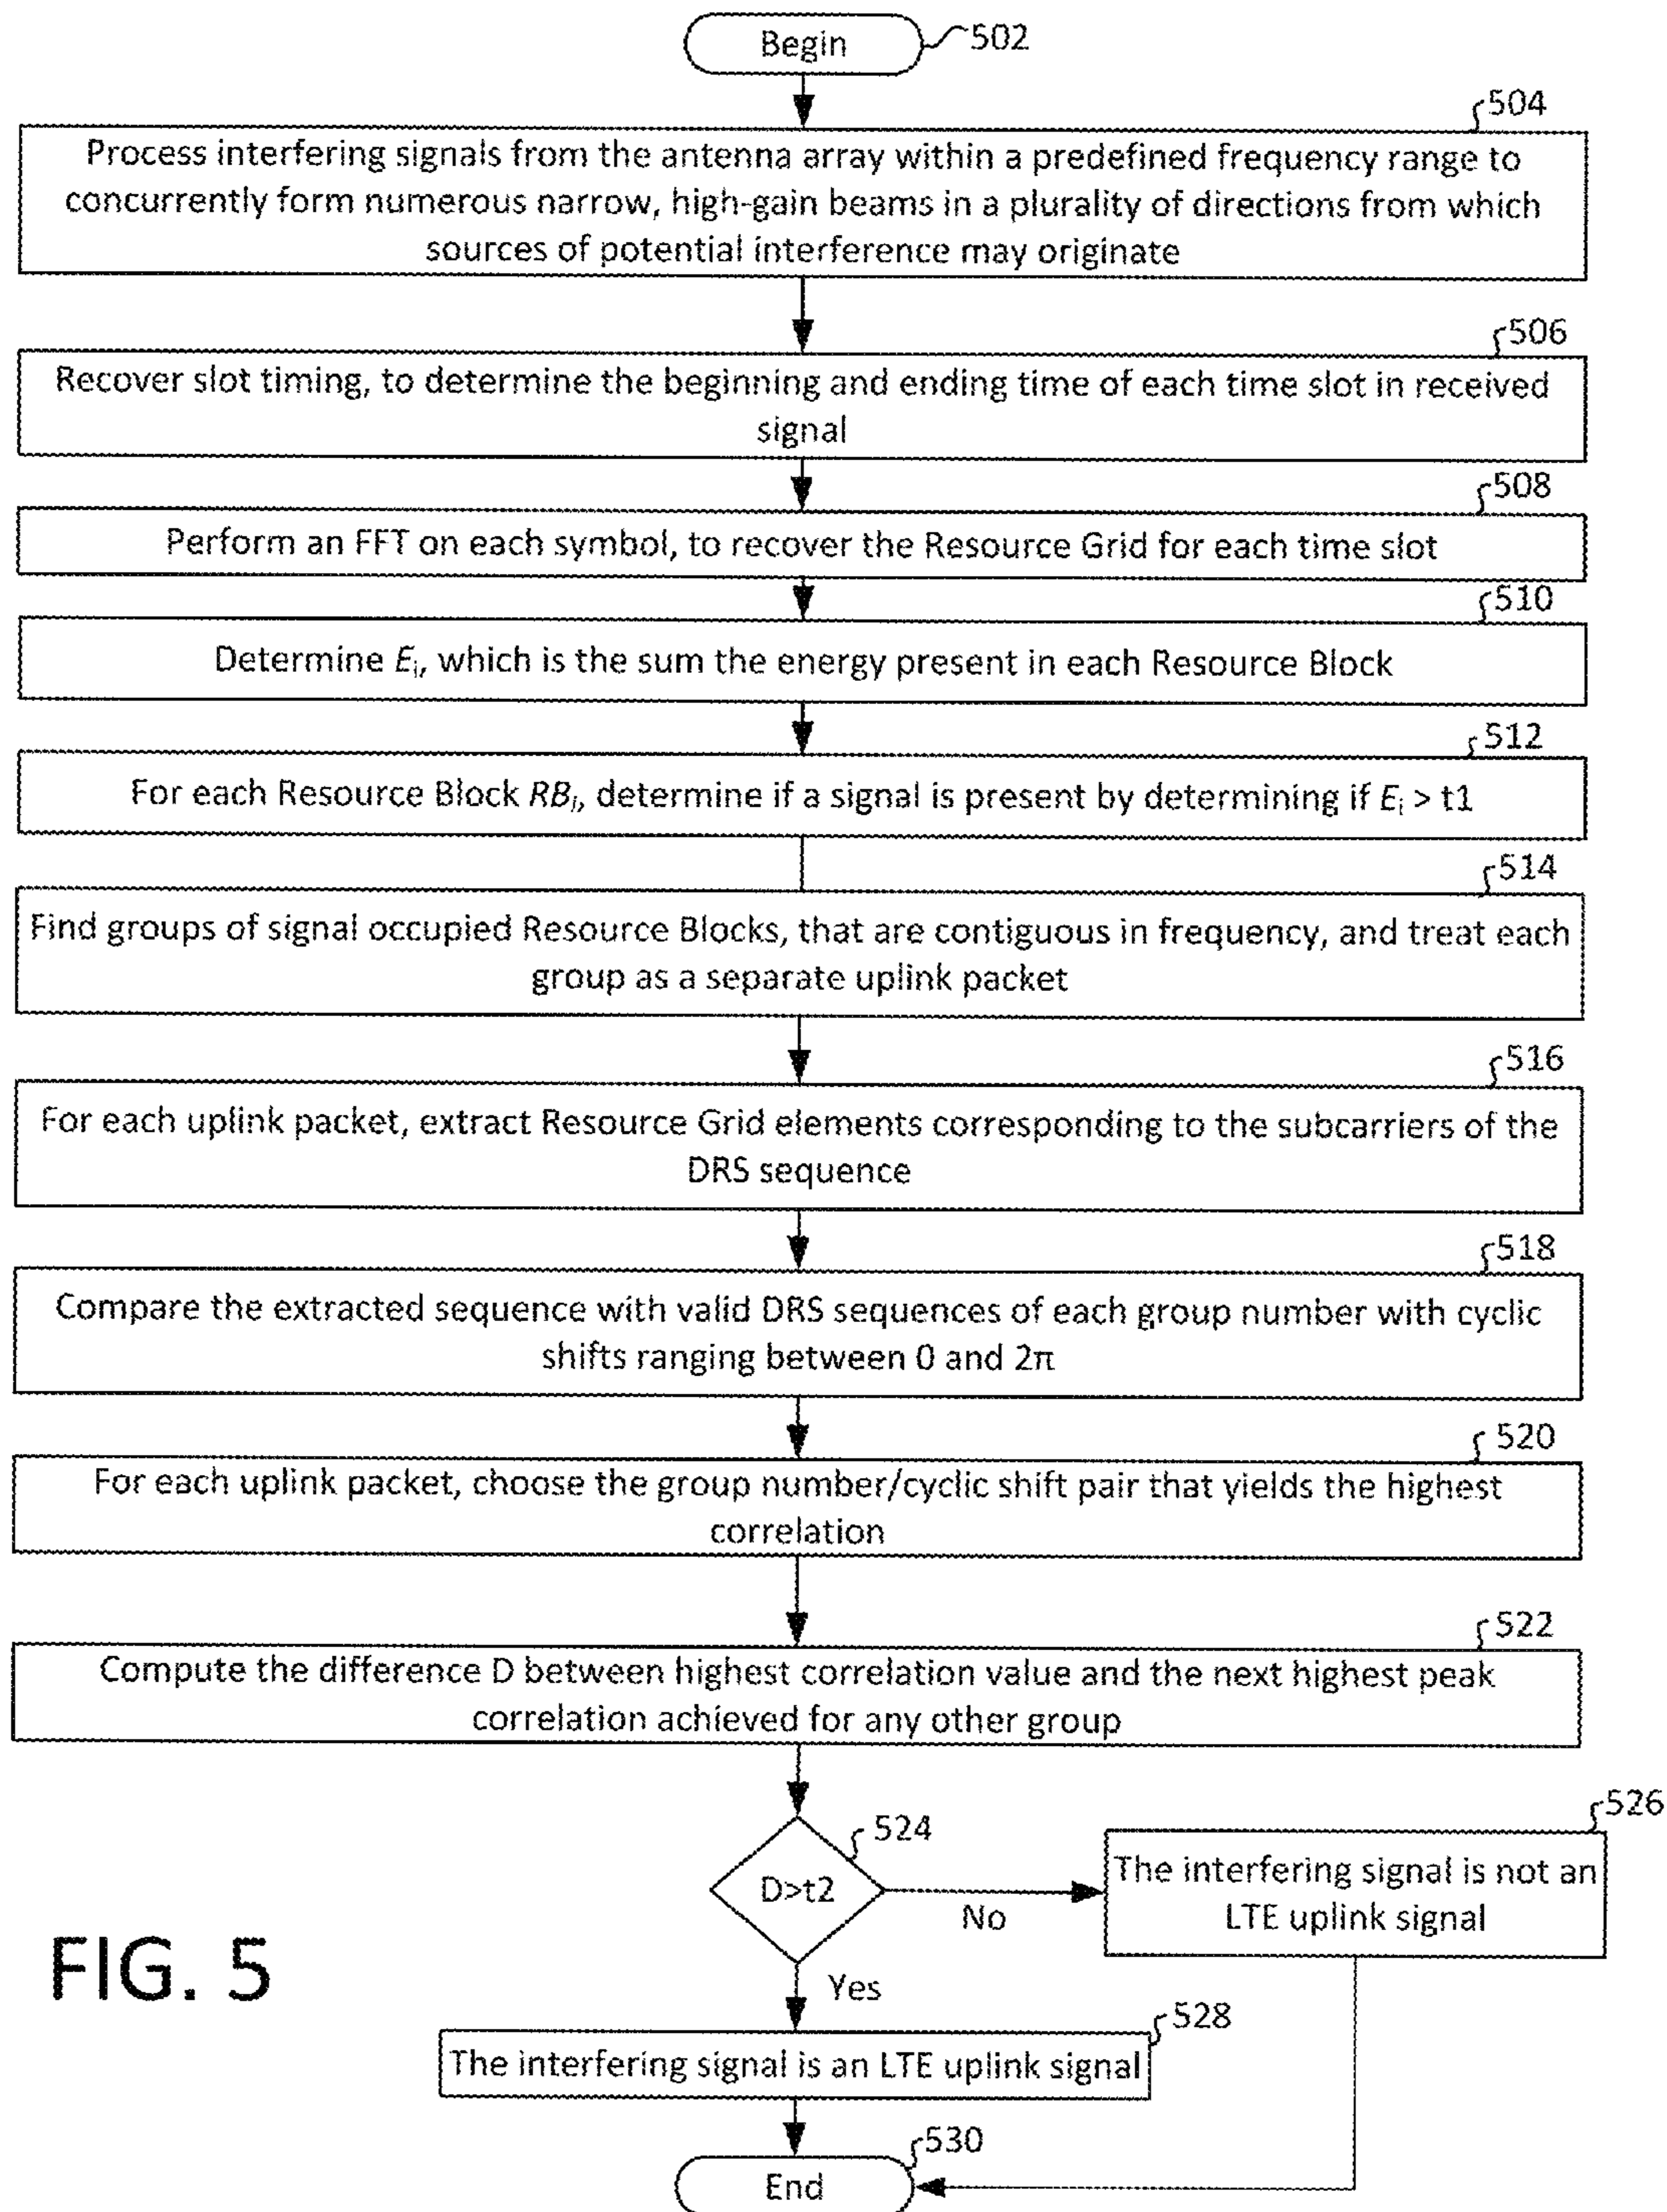 Begin
502
504
Process interfering signals from the antenna array within a predefined frequency range to
concurrently form numerous narrow, high-gain beams in a plurality of directions from which
sources of potential interference may originate
506
Recover slot timing, to determine the beginning and ending time of each time slot in received
signal
508
Perform an FFT on each symbol, to recover the Resource Grid for each time slot
510
Determine Ei, which is the sum the energy present in each Resource Block
512
For each Resource Block RBi, determine if a signal is present by determining if Ei > t1
514
Find groups of signal occupied Resource Blocks, that are contiguous in frequency, and treat each
group as a separate uplink packet
516
For each uplink packet, extract Resource Grid elements corresponding to the subcarriers of the
DRS sequence
518
Compare the extracted sequence with valid DRS sequences of each group number with cyclic
shifts ranging between 0 and 2π
520
For each uplink packet, choose the group number/cyclic shift pair that yields the highest
correlation
522
Compute the difference D between highest correlation value and the next highest peak
correlation achieved for any other group
524
D>t2
No
526
The interfering signal is not an
LTE uplink signal
FIG. 5
Yes
528
The interfering signal is an LTE uplink signal
530
End